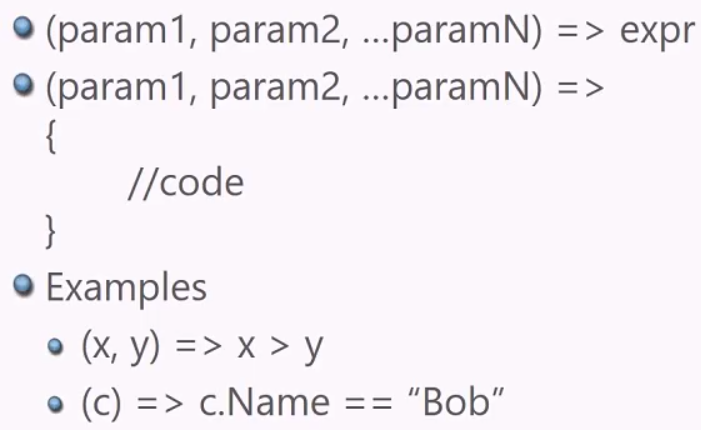 (param1, param2, ...paramN) => expr
(param1, param2, ...paramN) =>
{
//code
}
Examples
(x, y) => x > y
(c) => c.Name == “Bob”